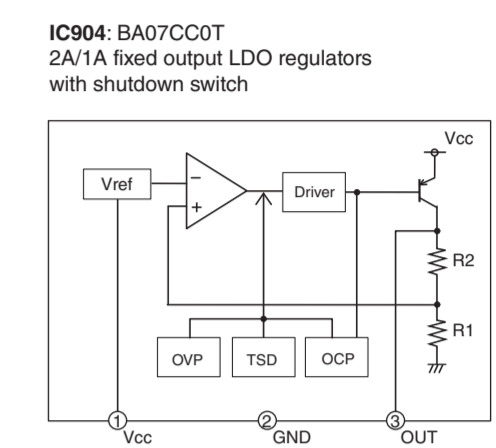 IC904: BA07CC0T
2A/1A fixed output LDO regulators
with shutdown switch
Vcc
Vref
−
+
Driver
R2
R1
OVP
TSD
OCP
1
2
3
Vcc
GND
OUT